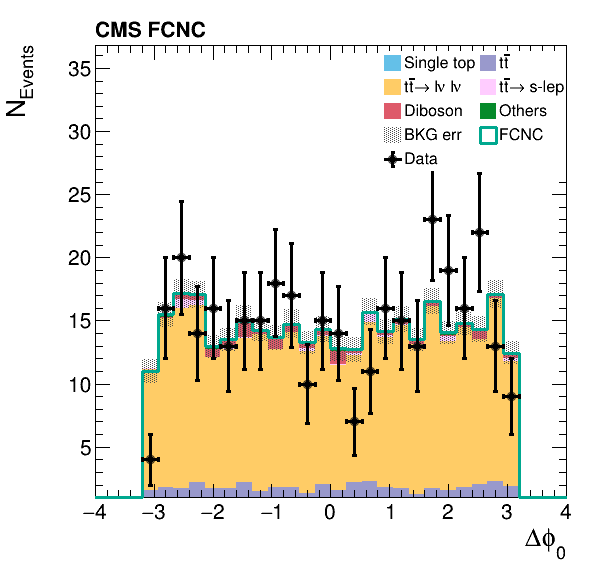 CMS FCNC
N_Events
35
30
25
20
15
10
5
Single top
tt̅
tt̅→ lν lν
tt̅→ s-lep
Diboson
Others
BKG err
FCNC
Data
−4 −3 −2 −1 0 1 2 3 4
Δϕ₀